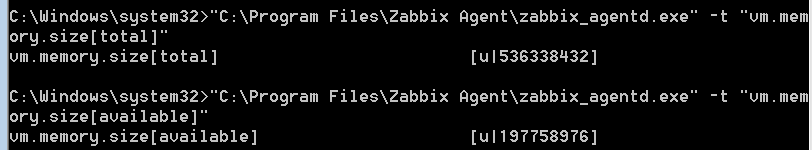 C:\Windows\system32>"C:\Program Files\Zabbix Agent\zabbix_agentd.exe" -t "vm.mem
ory.size[total]"
vm.memory.size[total] [u|536338432]
C:\Windows\system32>"C:\Program Files\Zabbix Agent\zabbix_agentd.exe" -t "vm.mem
ory.size[available]"
vm.memory.size[available] [u|197758976]